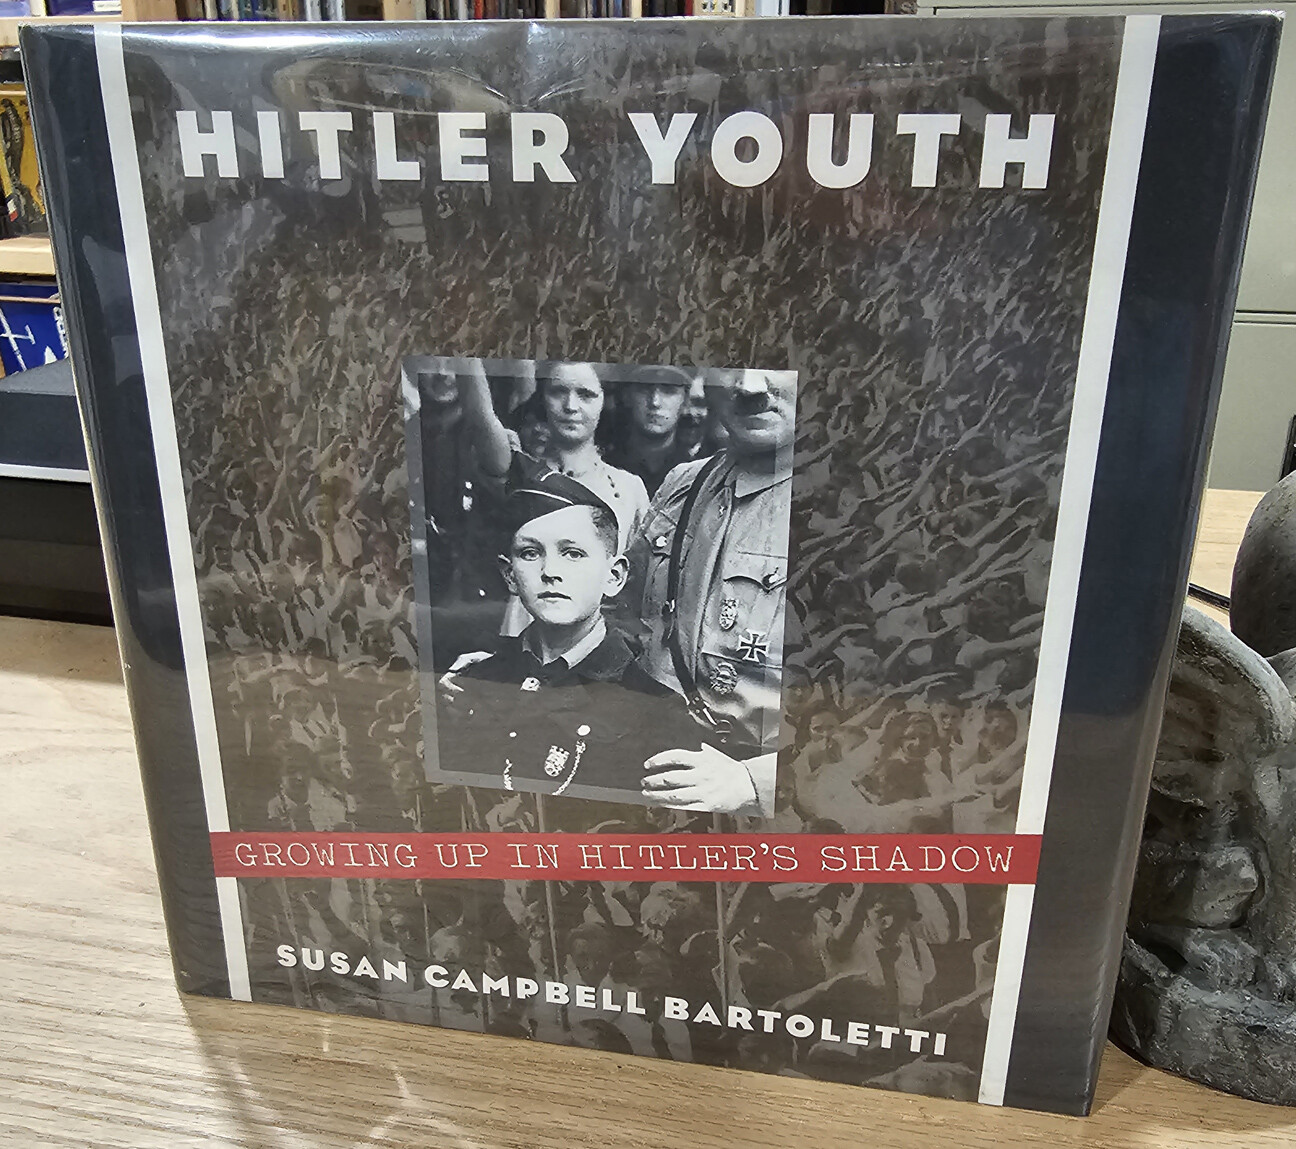 HITLER YOUTH
GROWING UP IN HITLER'S SHADOW
SUSAN CAMPBELL BARTOLETTI